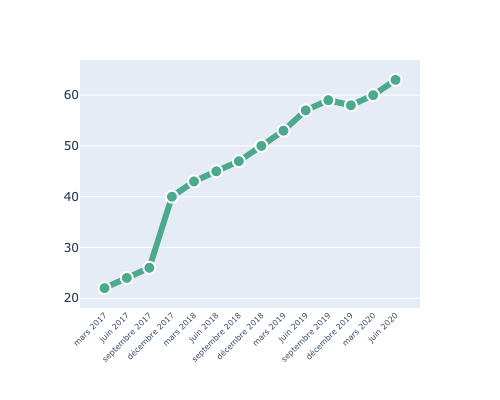 60
50
40
30
20
mars 2017
juin 2017
septembre 2017
décembre 2017
mars 2018
juin 2018
septembre 2018
décembre 2018
mars 2019
juin 2019
septembre 2019
décembre 2019
mars 2020
juin 2020